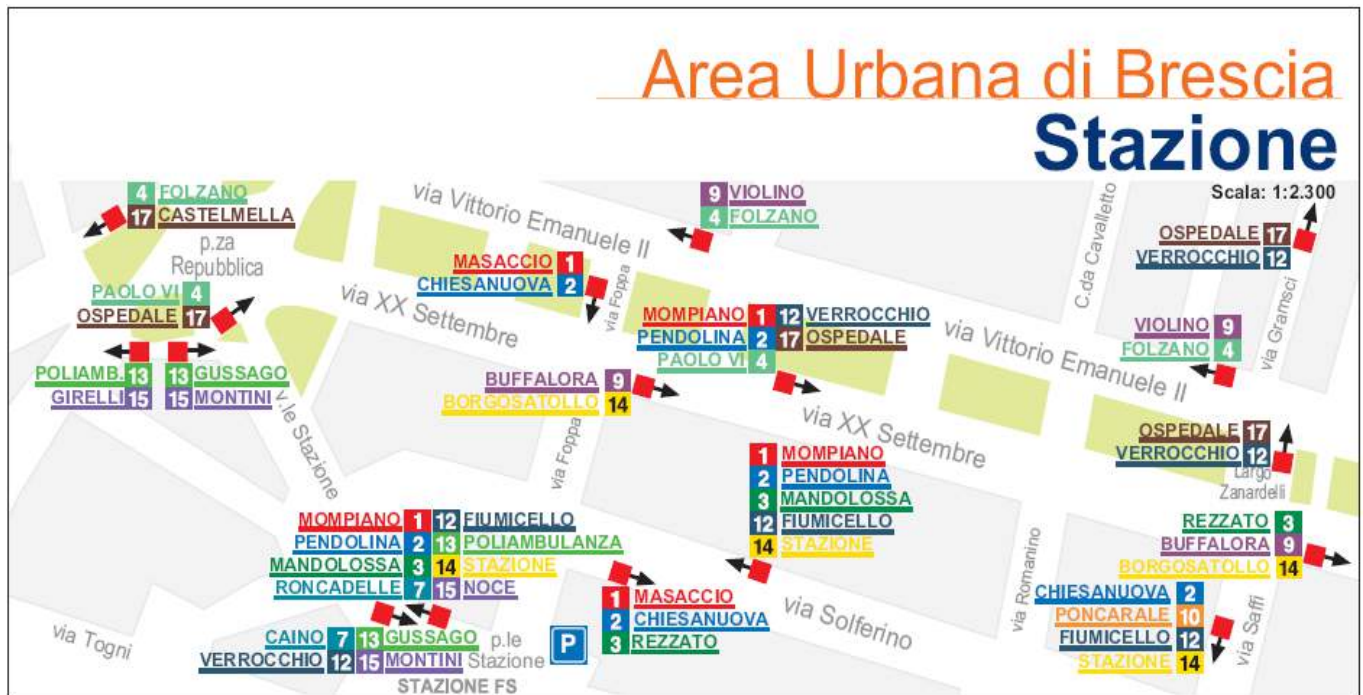 Area Urbana di Brescia
Stazione
Scala: 1:2.300
4 FOLZANO
17 CASTELMELLA
p.za
Repubblica
PAOLO VI 4
OSPEDALE 17
POLIAMB. 13
GIRELLI 15
13 GUSSAGO
15 MONTINI
via Vittorio Emanuele II
9 VIOLINO
4 FOLZANO
MASACCIO 1
CHIESANUOVA 2
via Foppa
via XX Settembre
MOMPIANO 1 12 VERROCCHIO
PENDOLINA 2 17 OSPEDALE
PAOLO VI 4
C.da Cavalletto
OSPEDALE 17
VERROCCHIO 12
via Gramsci
VIOLINO 9
FOLZANO 4
via Vittorio Emanuele II
BUFFALORA 9
BORGOSATOLLO 14
via XX Settembre
v.le Stazione
via Foppa
1 MOMPIANO
2 PENDOLINA
3 MANDOLOSSA
12 FIUMICELLO
14 STAZIONE
OSPEDALE 17
VERROCCHIO 12
Largo
Zanardelli
MOMPIANO 1 12 FIUMICELLO
PENDOLINA 2 13 POLIAMBULANZA
MANDOLOSSA 3 14 STAZIONE
RONCADELLE 7 15 NOCE
REZZATO 3
BUFFALORA 9
BORGOSATOLLO 14
1 MASACCIO
2 CHIESANUOVA
3 REZZATO
via Solferino
via Romanino
CHIESANUOVA 2
PONCARALE 10
FIUMICELLO 12
STAZIONE 14
via Saffi
via Togni
CAINO 7 13 GUSSAGO
VERROCCHIO 12 15 MONTINI
p.le
Stazione
P
STAZIONE FS